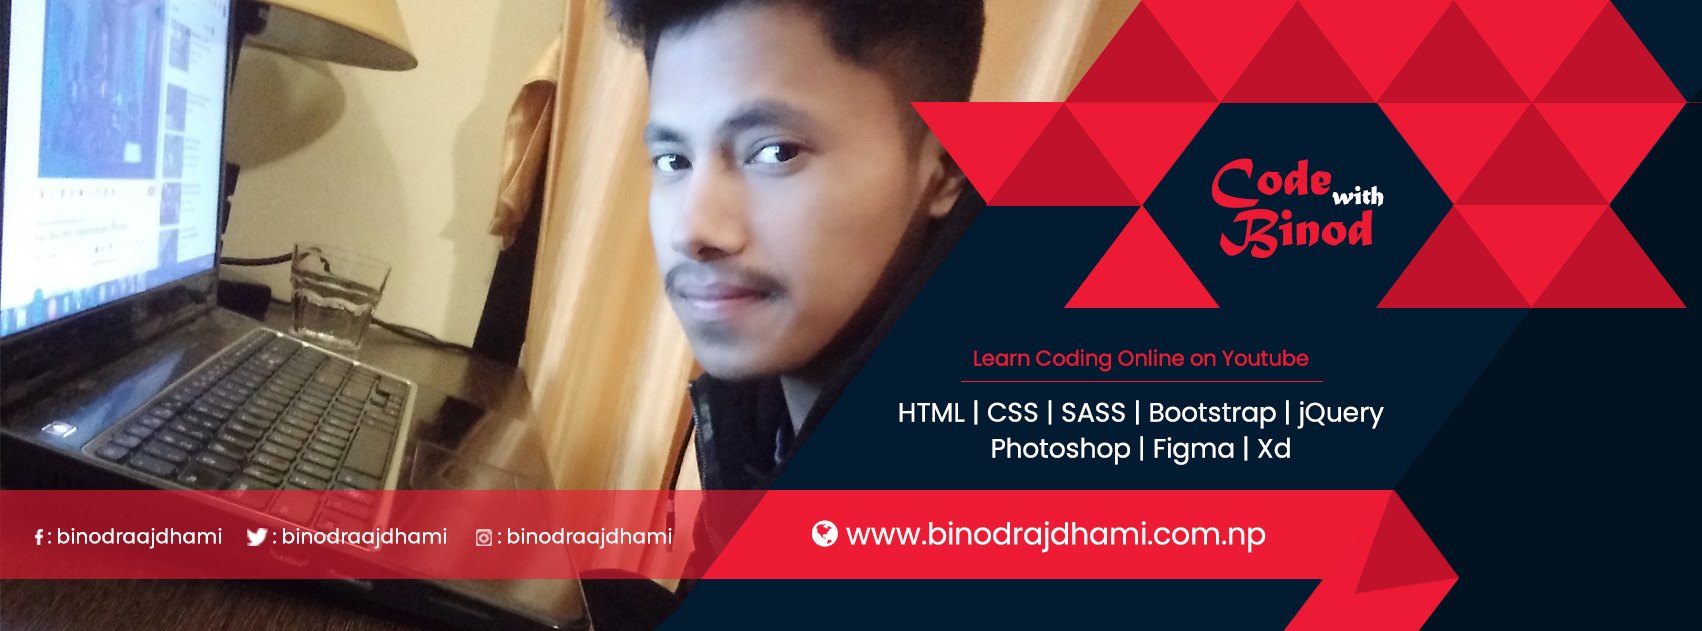 Code with
Binod
Learn Coding Online on Youtube
HTML | CSS | SASS | Bootstrap | jQuery
Photoshop | Figma | Xd
: binodraajdhami : binodraajdhami : binodraajdhami
www.binodrajdhami.com.np